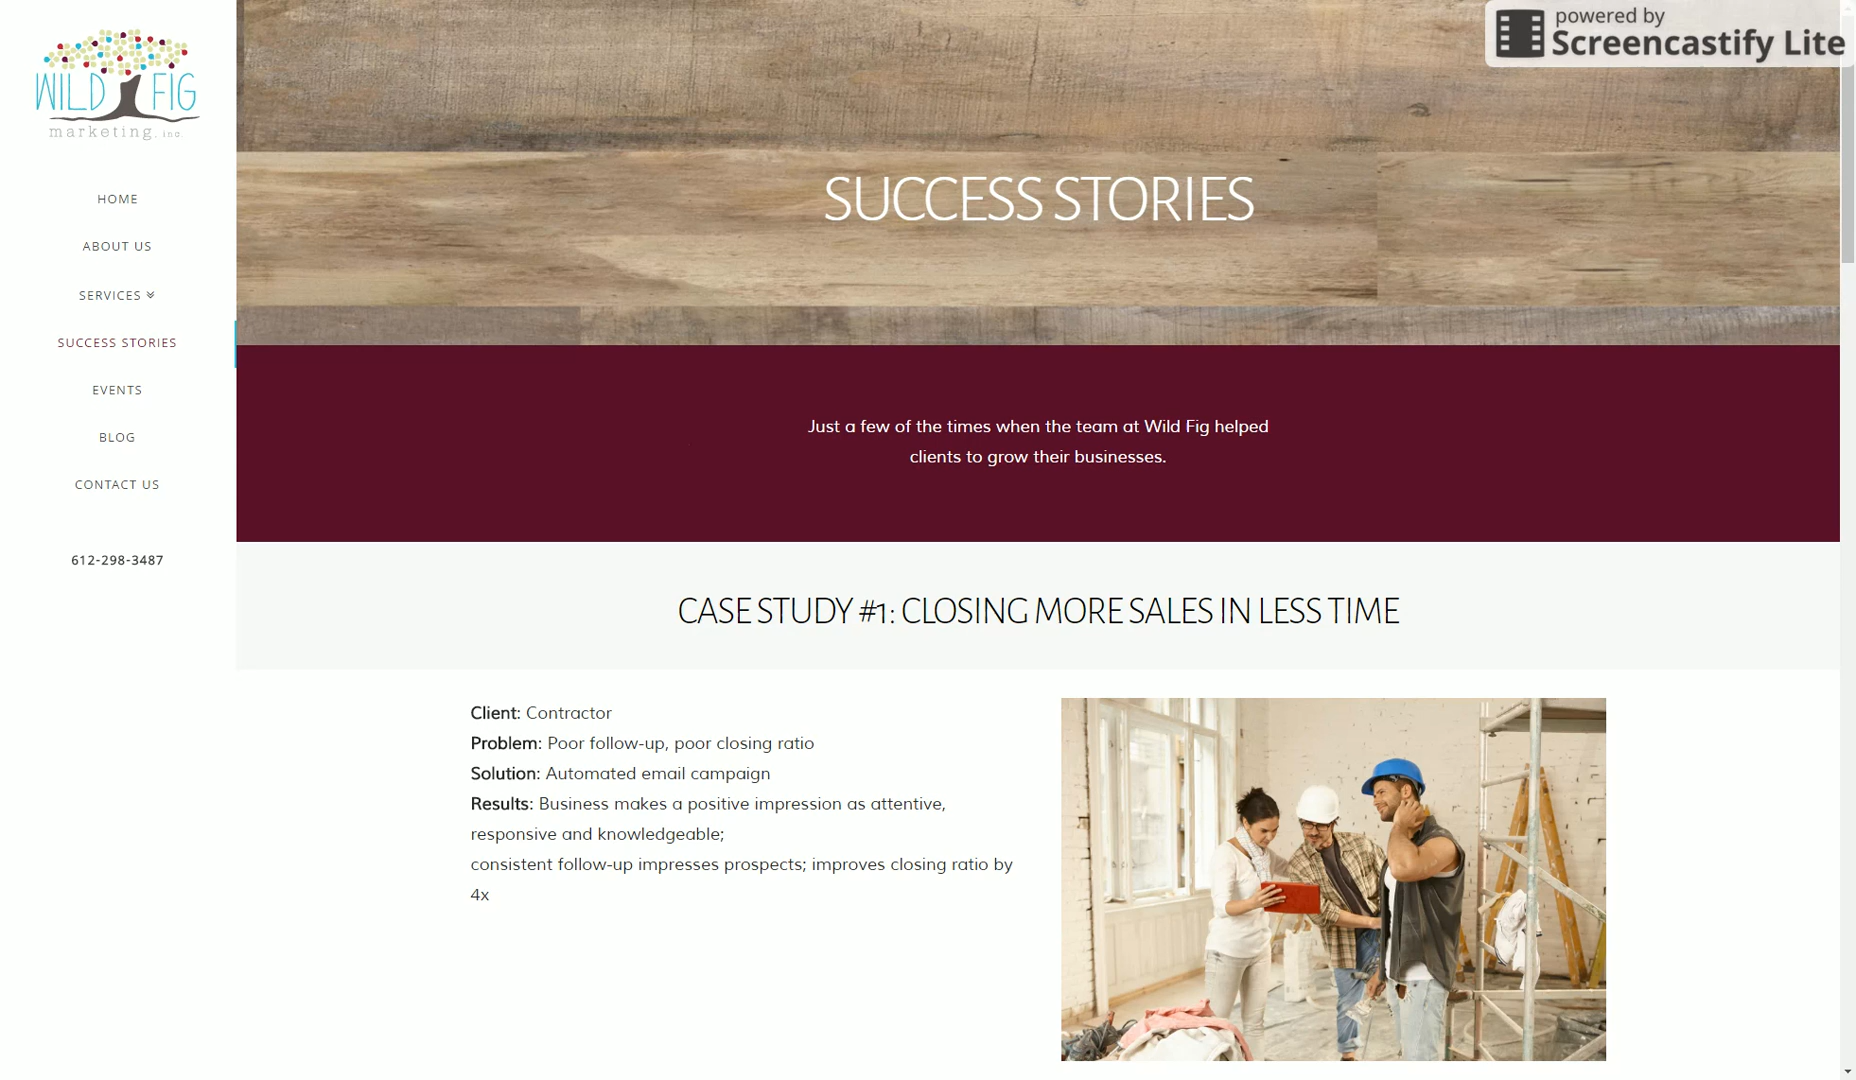 WILD FIG
marketing, inc.
HOME
ABOUT US
SERVICES
SUCCESS STORIES
EVENTS
BLOG
CONTACT US
612-298-3487
powered by
Screencastify Lite
SUCCESS STORIES
Just a few of the times when the team at Wild Fig helped
clients to grow their businesses.
CASE STUDY #1: CLOSING MORE SALES IN LESS TIME
Client: Contractor
Problem: Poor follow-up, poor closing ratio
Solution: Automated email campaign
Results: Business makes a positive impression as attentive,
responsive and knowledgeable;
consistent follow-up impresses prospects; improves closing ratio by
4x